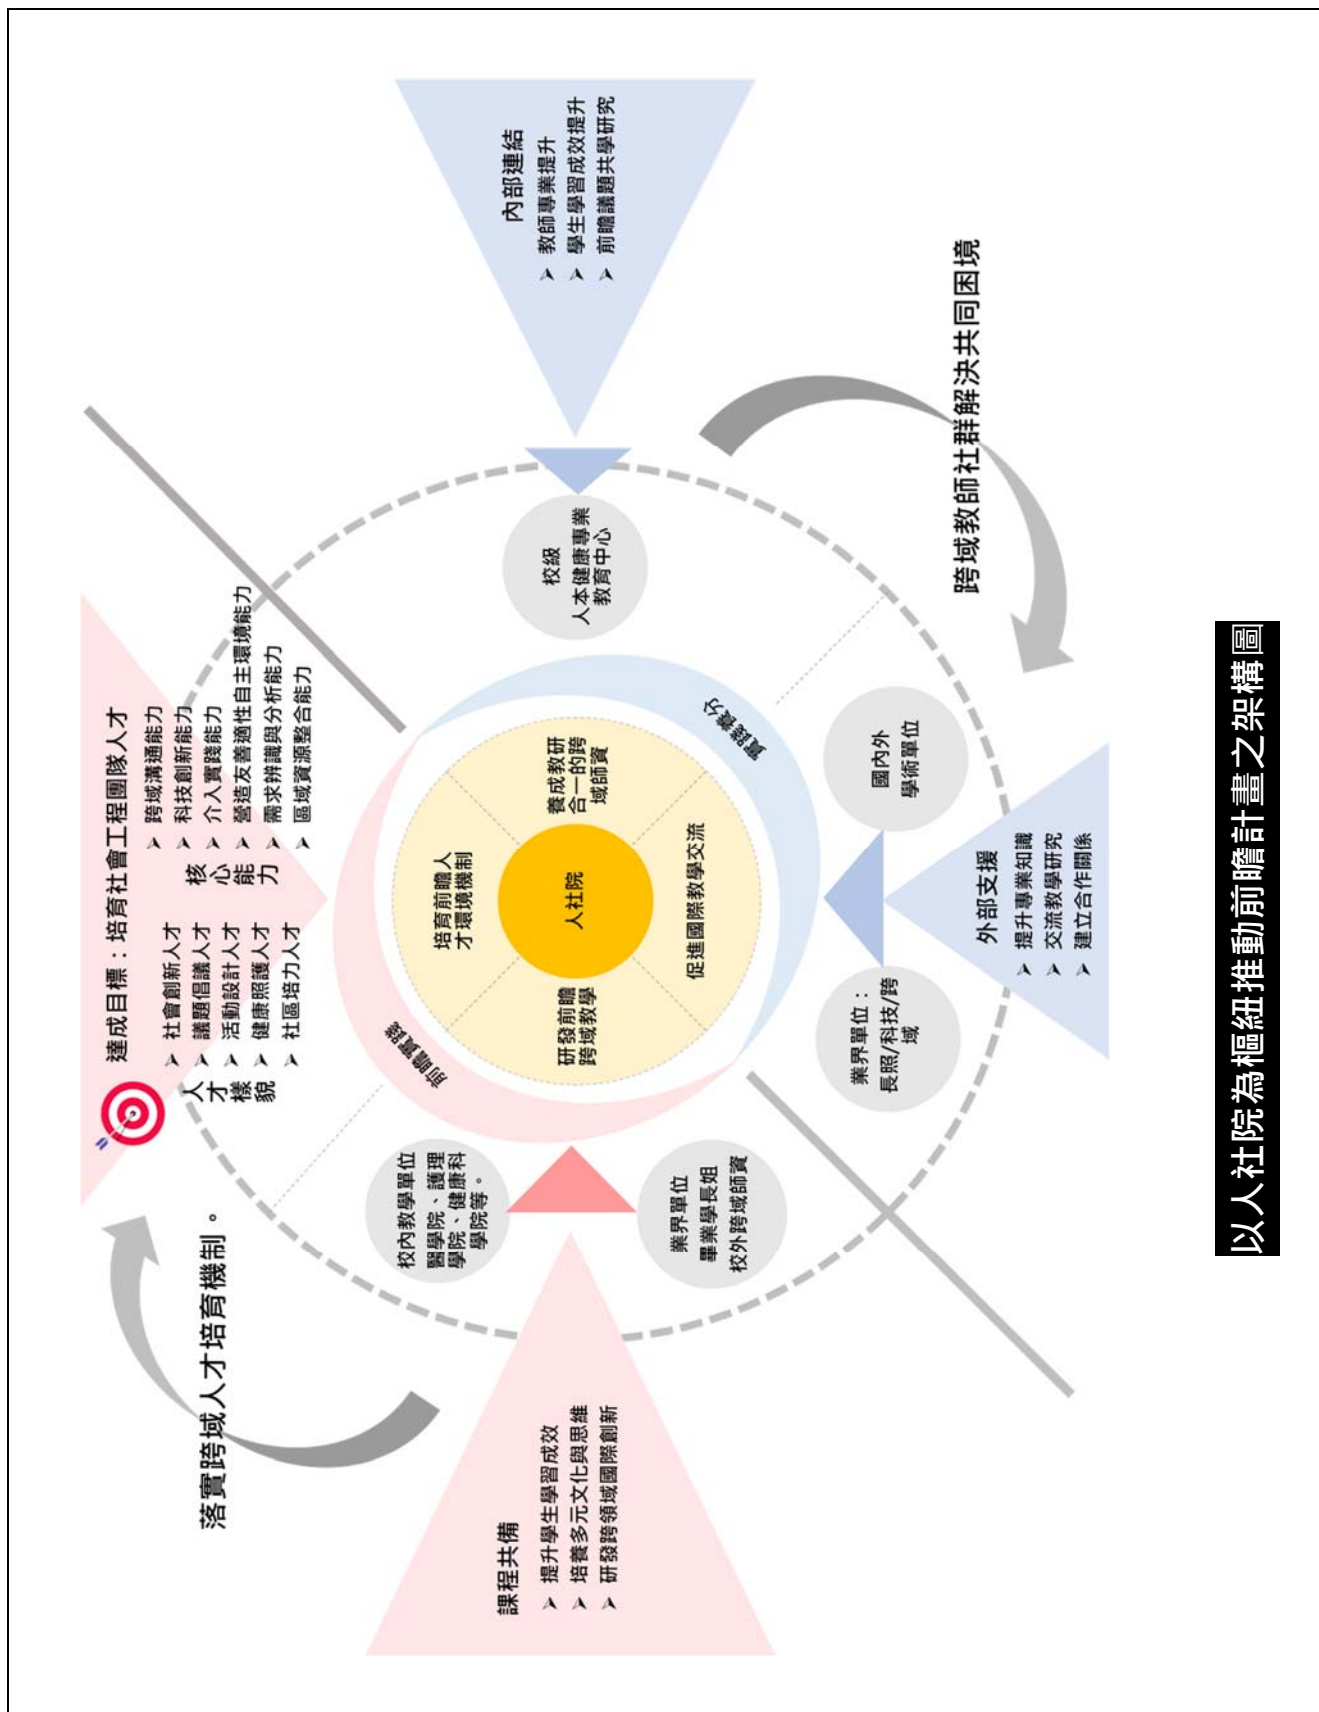 達成目標：培育社會工程團隊人才
人
才
樣
貌
➢ 社會創新人才
➢ 議題倡議人才
➢ 活動設計人才
➢ 健康照護人才
➢ 社區培力人才
核
心
能
力
➢ 跨域溝通能力
➢ 科技創新能力
➢ 介入實踐能力
➢ 營造友善適性自主環境能力
➢ 需求辨識與分析能力
➢ 區域資源整合能力
落實跨域人才培育機制。
課程共備
➢ 提升學生學習成效
➢ 培養多元文化與思維
➢ 研發跨領域國際創新
校內教學單位
醫學院、護理
學院、健康科
學院等。
業界單位
畢業學長姐
校外跨域師資
前瞻實踐
培育前瞻人
才環境機制
研發前瞻
跨域教學
人社院
養成教研
合一的跨
域師資
促進國際教學交流
實踐養分
校級
人本健康專業
教育中心
內部連結
➢ 教師專業提升
➢ 學生學習成效提升
➢ 前瞻議題共學研究
業界單位：
長照/科技/跨
域
國內外
學術單位
外部支援
➢ 提升專業知識
➢ 交流教學研究
➢ 建立合作關係
跨域教師社群解決共同困境
以人社院為樞紐推動前瞻計畫之架構圖